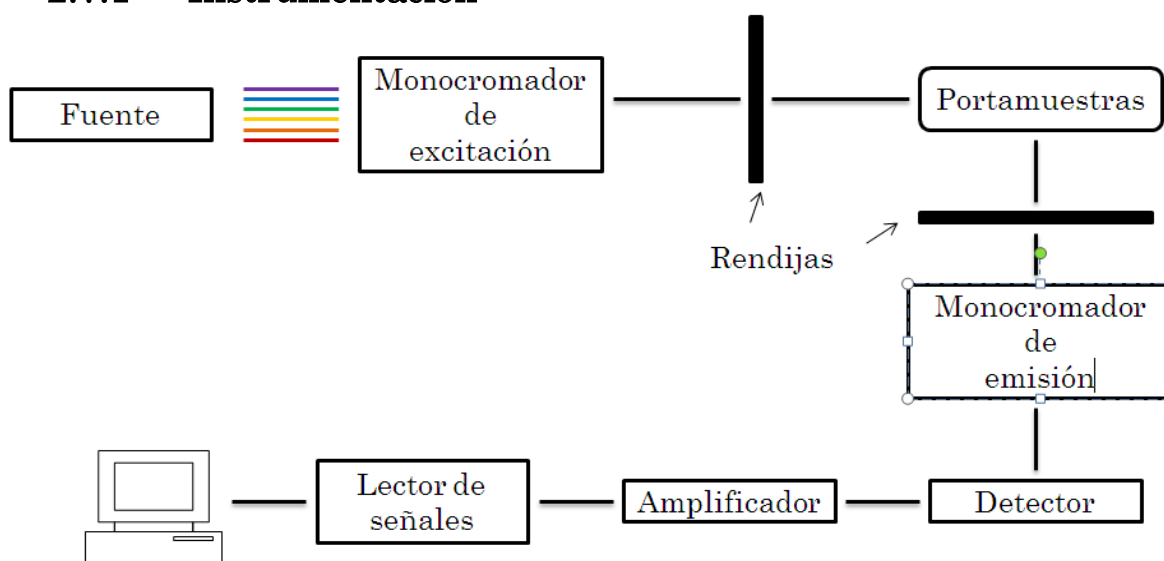 Fuente
Monocromador
de
excitación
Portamuestras
Rendijas
Monocromador
de
emisión
Lector de
señales
Amplificador
Detector